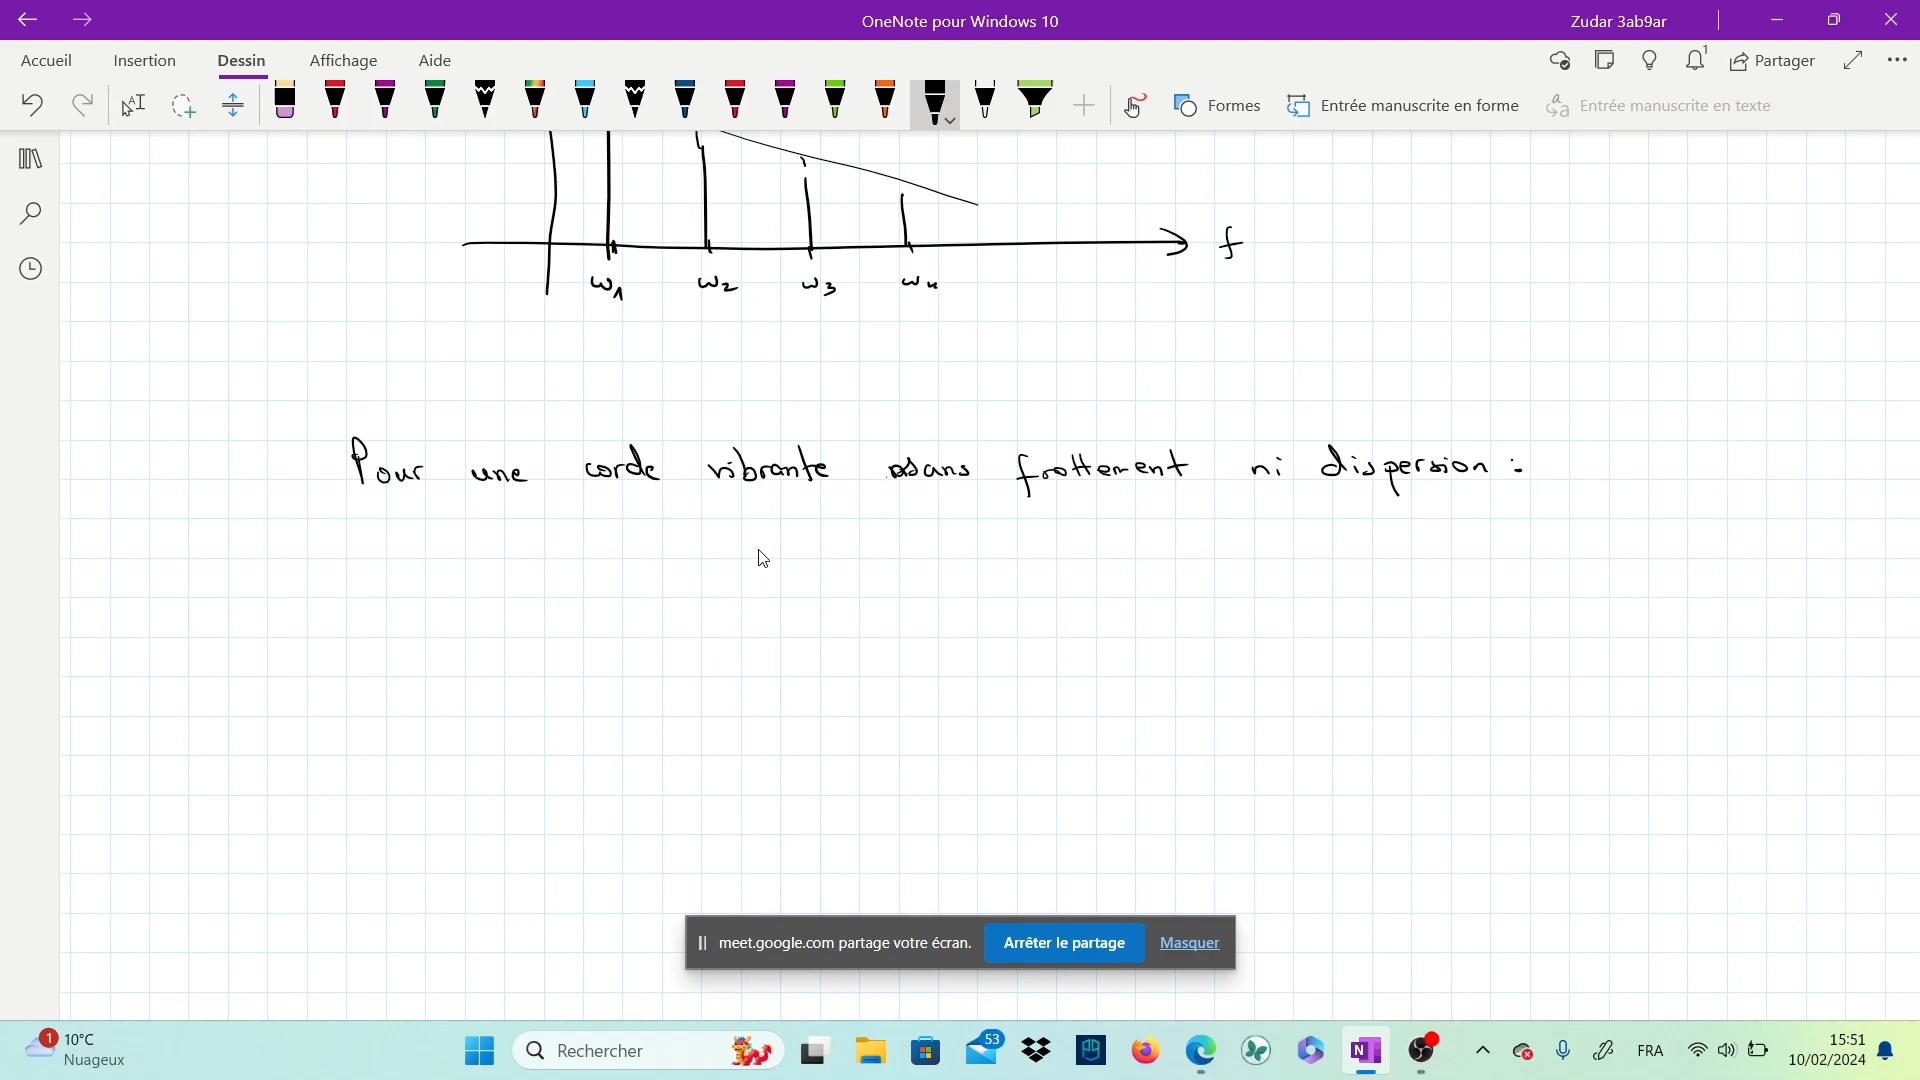 OneNote pour Windows 10
Zudar 3ab9ar
Accueil
Insertion
Dessin
Affichage
Aide
1
Partager
Formes
Entrée manuscrite en forme
Entrée manuscrite en texte
f
ω1 ω2 ω3 ω4
Pour une corde vibrante sans frottement ni dispersion :
meet.google.com partage votre écran.
Arrêter le partage
Masquer
1
10°C
Nuageux
Rechercher
53
N
FRA
15:51
10/02/2024